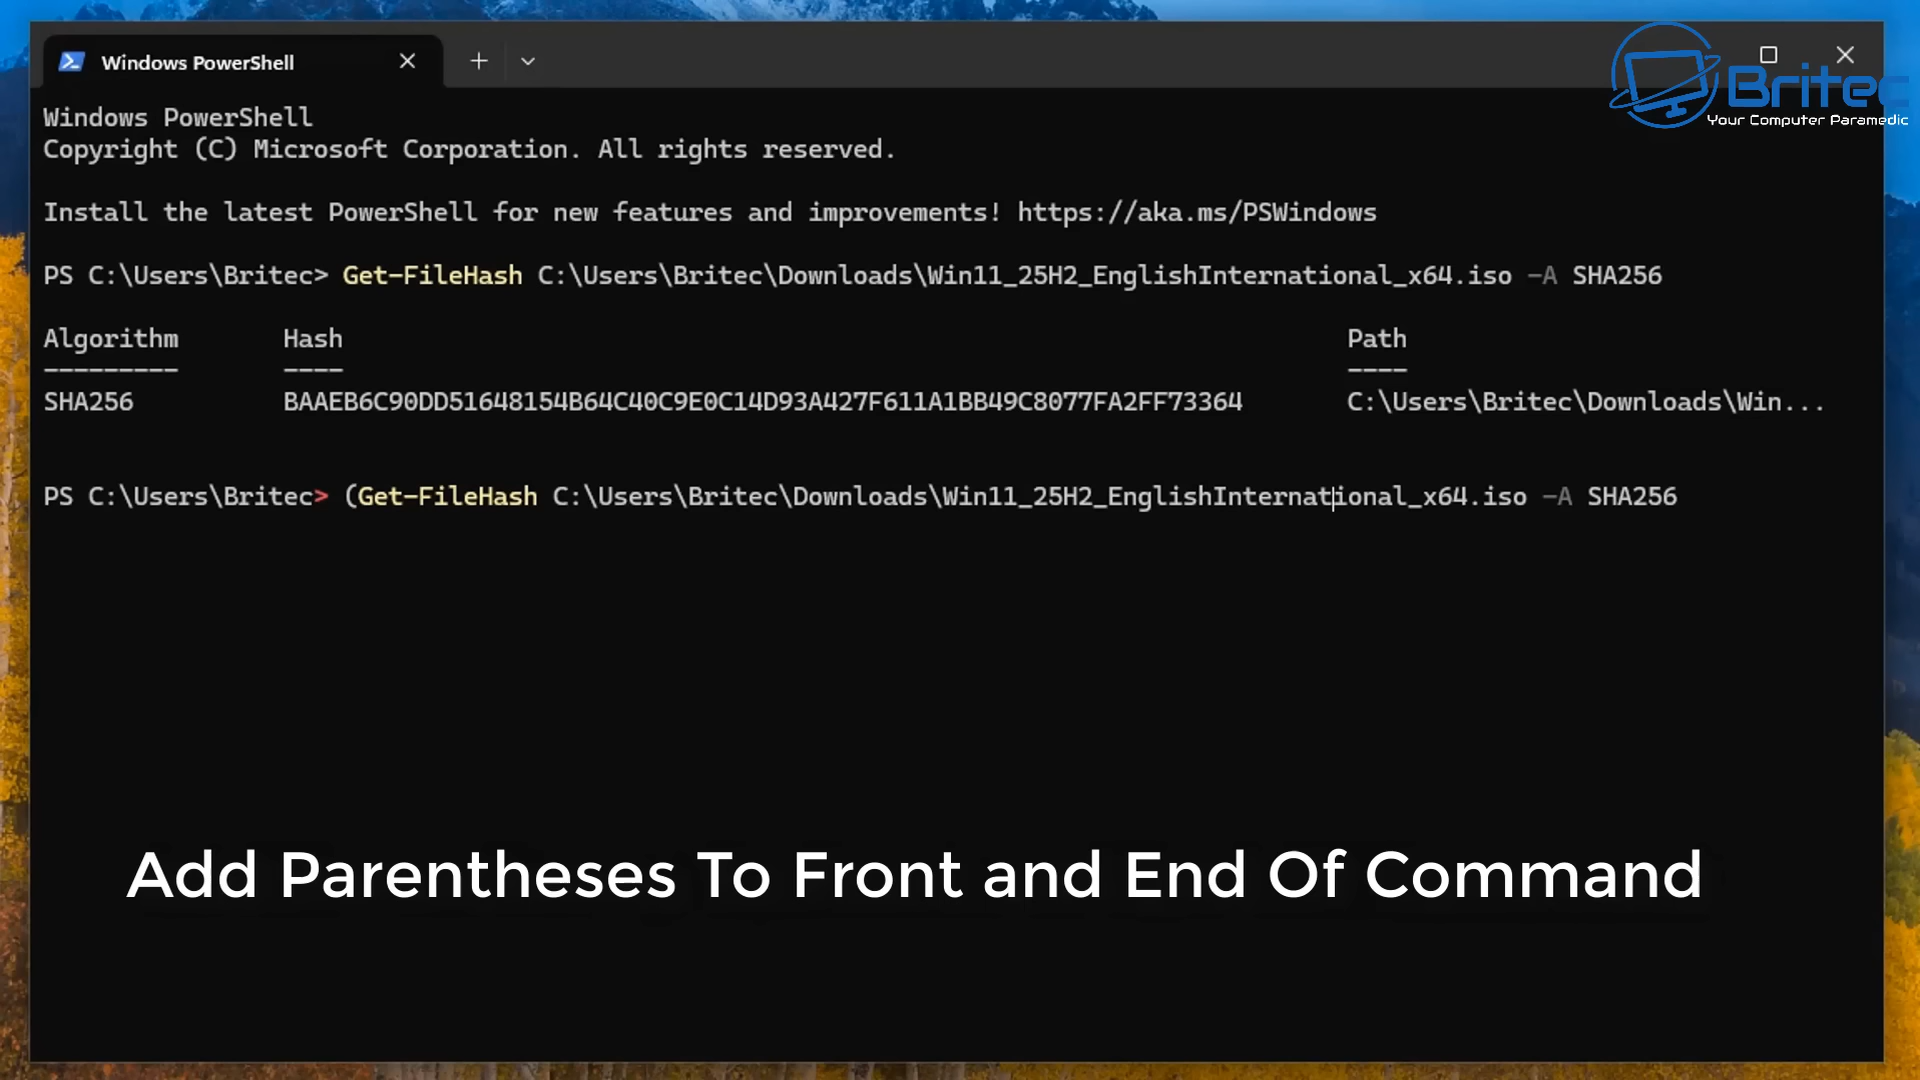 Windows PowerShell
Britec
Your Computer Paramedic
Windows PowerShell
Copyright (C) Microsoft Corporation. All rights reserved.
Install the latest PowerShell for new features and improvements! https://aka.ms/PSWindows
PS C:\Users\Britec> Get-FileHash C:\Users\Britec\Downloads\Win11_25H2_EnglishInternational_x64.iso -A SHA256
Algorithm Hash Path
--------- ---- ----
SHA256 BAAEB6C90DD51648154B64C40C9E0C14D93A427F611A1BB49C8077FA2FF73364 C:\Users\Britec\Downloads\Win...
PS C:\Users\Britec> (Get-FileHash C:\Users\Britec\Downloads\Win11_25H2_EnglishInternational_x64.iso -A SHA256
Add Parentheses To Front and End Of Command